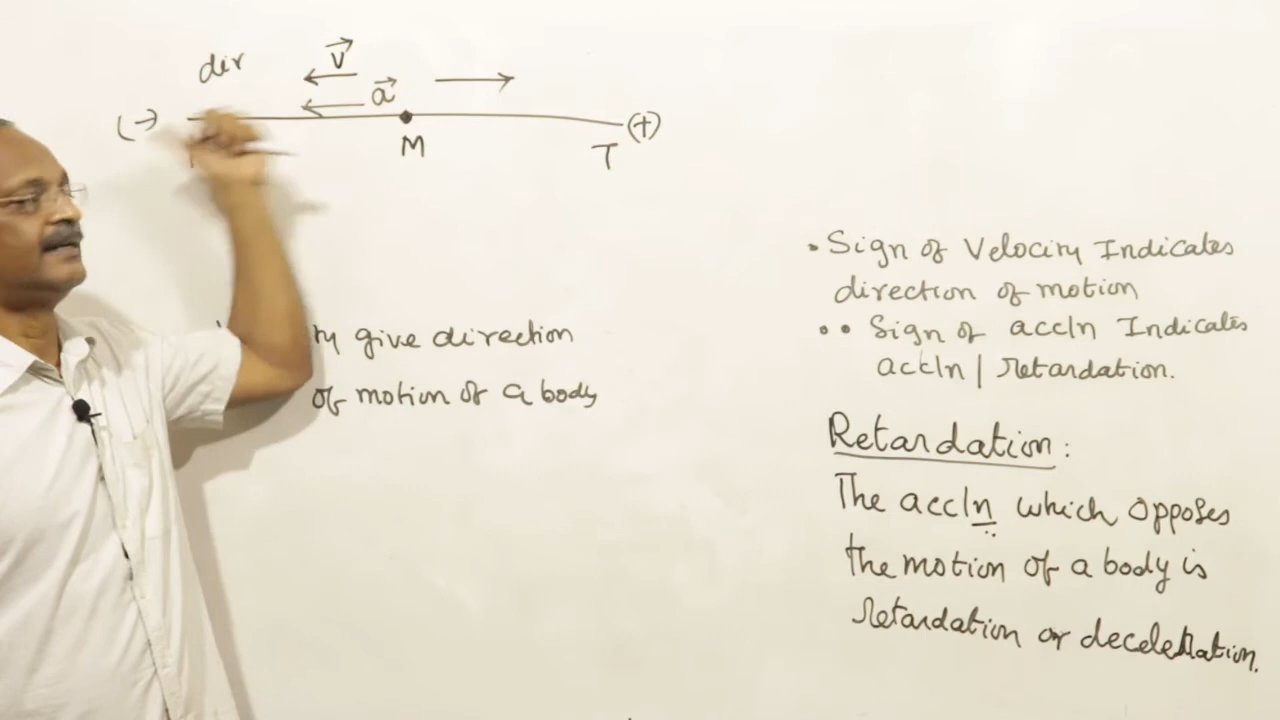 dir
v
a
(-)
(+)
M
T
• Sign of Velocity Indicates
direction of motion
• • Sign of accln Indicates
accln | retardation.
ty give direction
of motion of a body
Retardation:
The accln which opposes
the motion of a body is
retardation or deceleration.